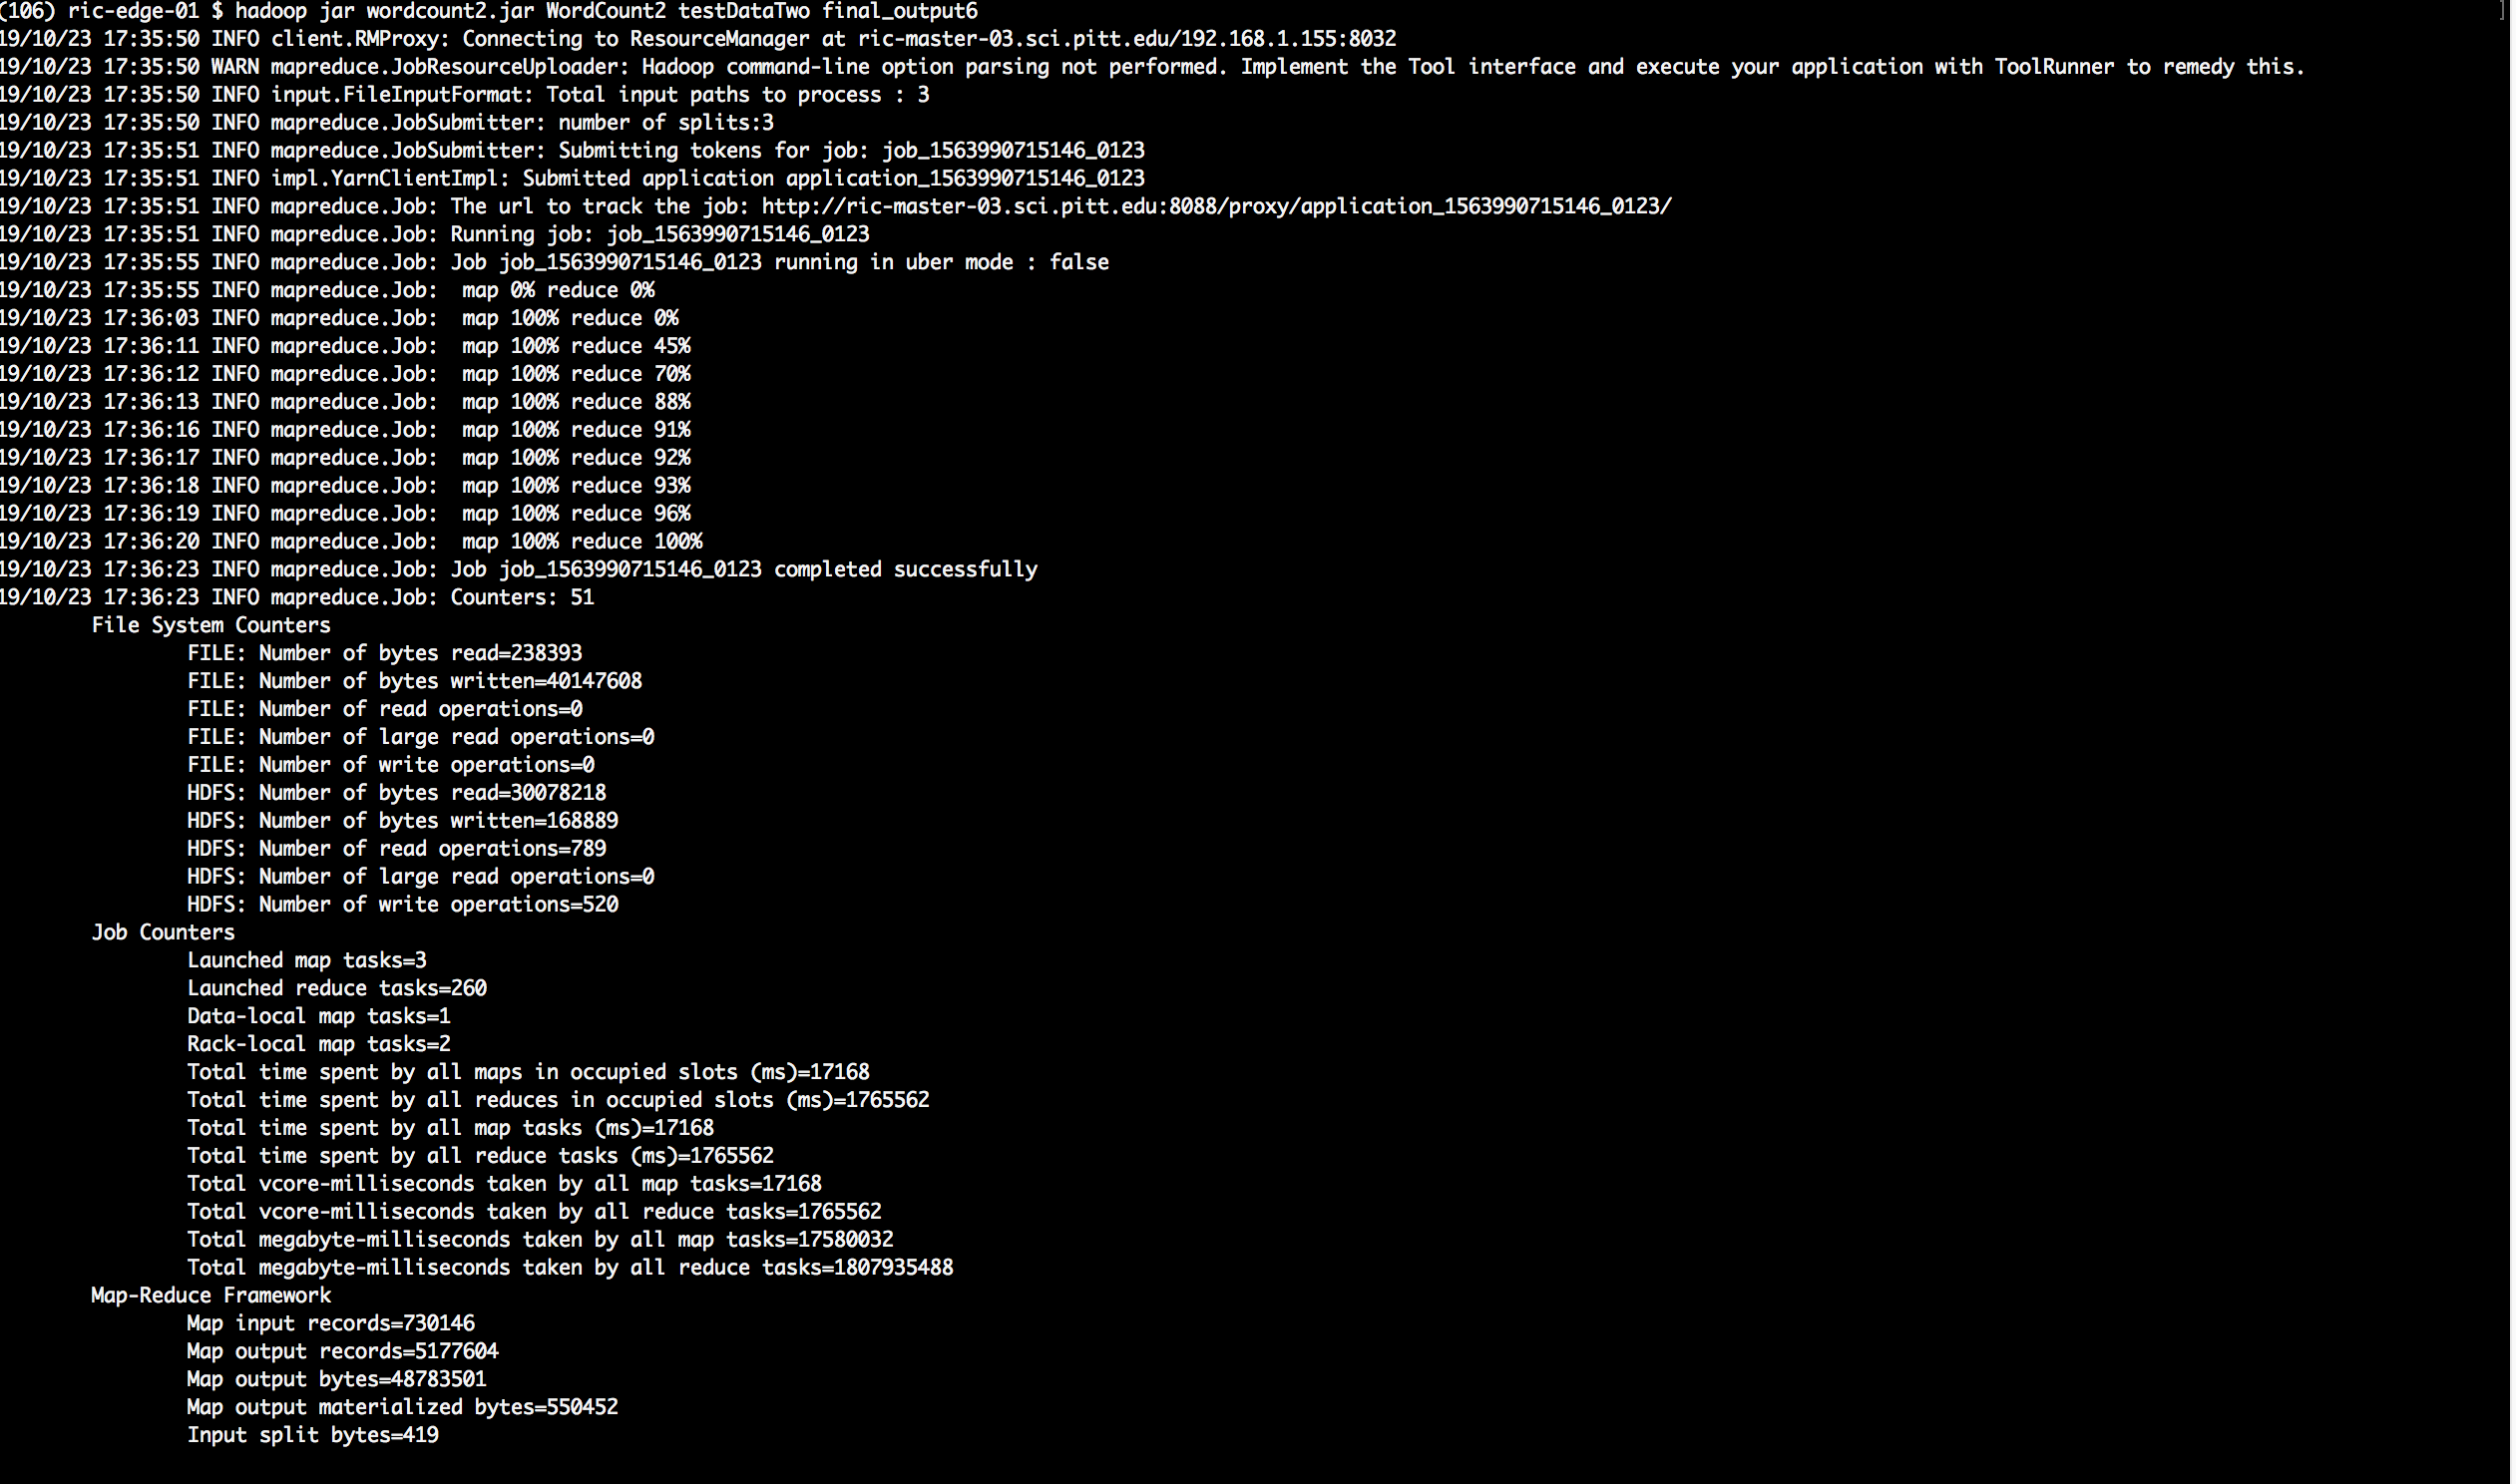 (106) ric-edge-01 $ hadoop jar wordcount2.jar WordCount2 testDataTwo final_output6
19/10/23 17:35:50 INFO client.RMProxy: Connecting to ResourceManager at ric-master-03.sci.pitt.edu/192.168.1.155:8032
19/10/23 17:35:50 WARN mapreduce.JobResourceUploader: Hadoop command-line option parsing not performed. Implement the Tool interface and execute your application with ToolRunner to remedy this.
19/10/23 17:35:50 INFO input.FileInputFormat: Total input paths to process : 3
19/10/23 17:35:50 INFO mapreduce.JobSubmitter: number of splits:3
19/10/23 17:35:51 INFO mapreduce.JobSubmitter: Submitting tokens for job: job_1563990715146_0123
19/10/23 17:35:51 INFO impl.YarnClientImpl: Submitted application application_1563990715146_0123
19/10/23 17:35:51 INFO mapreduce.Job: The url to track the job: http://ric-master-03.sci.pitt.edu:8088/proxy/application_1563990715146_0123/
19/10/23 17:35:51 INFO mapreduce.Job: Running job: job_1563990715146_0123
19/10/23 17:35:55 INFO mapreduce.Job: Job job_1563990715146_0123 running in uber mode : false
19/10/23 17:35:55 INFO mapreduce.Job:  map 0% reduce 0%
19/10/23 17:36:03 INFO mapreduce.Job:  map 100% reduce 0%
19/10/23 17:36:11 INFO mapreduce.Job:  map 100% reduce 45%
19/10/23 17:36:12 INFO mapreduce.Job:  map 100% reduce 70%
19/10/23 17:36:13 INFO mapreduce.Job:  map 100% reduce 88%
19/10/23 17:36:16 INFO mapreduce.Job:  map 100% reduce 91%
19/10/23 17:36:17 INFO mapreduce.Job:  map 100% reduce 92%
19/10/23 17:36:18 INFO mapreduce.Job:  map 100% reduce 93%
19/10/23 17:36:19 INFO mapreduce.Job:  map 100% reduce 96%
19/10/23 17:36:20 INFO mapreduce.Job:  map 100% reduce 100%
19/10/23 17:36:23 INFO mapreduce.Job: Job job_1563990715146_0123 completed successfully
19/10/23 17:36:23 INFO mapreduce.Job: Counters: 51
File System Counters
FILE: Number of bytes read=238393
FILE: Number of bytes written=40147608
FILE: Number of read operations=0
FILE: Number of large read operations=0
FILE: Number of write operations=0
HDFS: Number of bytes read=30078218
HDFS: Number of bytes written=168889
HDFS: Number of read operations=789
HDFS: Number of large read operations=0
HDFS: Number of write operations=520
Job Counters
Launched map tasks=3
Launched reduce tasks=260
Data-local map tasks=1
Rack-local map tasks=2
Total time spent by all maps in occupied slots (ms)=17168
Total time spent by all reduces in occupied slots (ms)=1765562
Total time spent by all map tasks (ms)=17168
Total time spent by all reduce tasks (ms)=1765562
Total vcore-milliseconds taken by all map tasks=17168
Total vcore-milliseconds taken by all reduce tasks=1765562
Total megabyte-milliseconds taken by all map tasks=17580032
Total megabyte-milliseconds taken by all reduce tasks=1807935488
Map-Reduce Framework
Map input records=730146
Map output records=5177604
Map output bytes=48783501
Map output materialized bytes=550452
Input split bytes=419